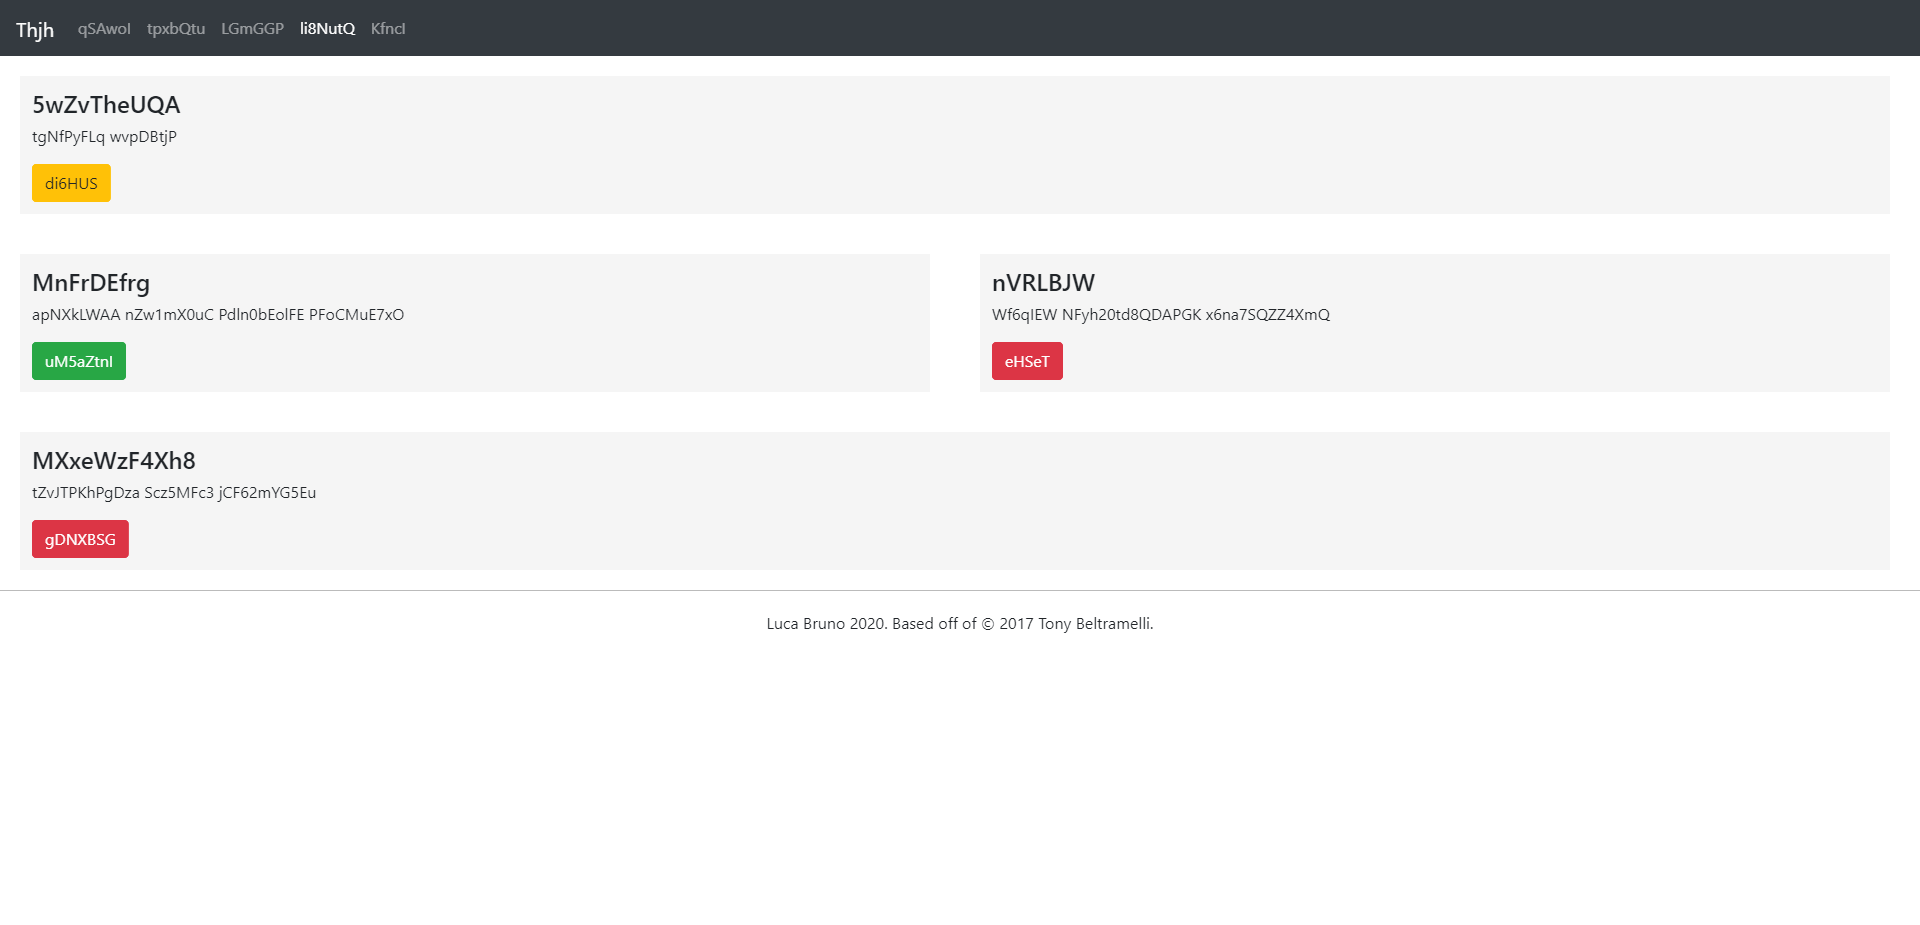 Thjh qSAwol tpxbQtu LGmGGP li8NutQ Kfncl
5wZvTheUQA
tgNfPyFLq wvpDBtjP
di6HUS
MnFrDEfrg
apNXkLWAA nZw1mX0uC Pdln0bEolFE PFoCMuE7xO
uM5aZtnl
nVRLBJW
Wf6qIEW NFyh20td8QDAPGK x6na7SQZZ4XmQ
eHSeT
MXxeWzF4Xh8
tZvJTPKhPgDza Scz5MFc3 jCF62mYG5Eu
gDNXBSG
Luca Bruno 2020. Based off of © 2017 Tony Beltramelli.